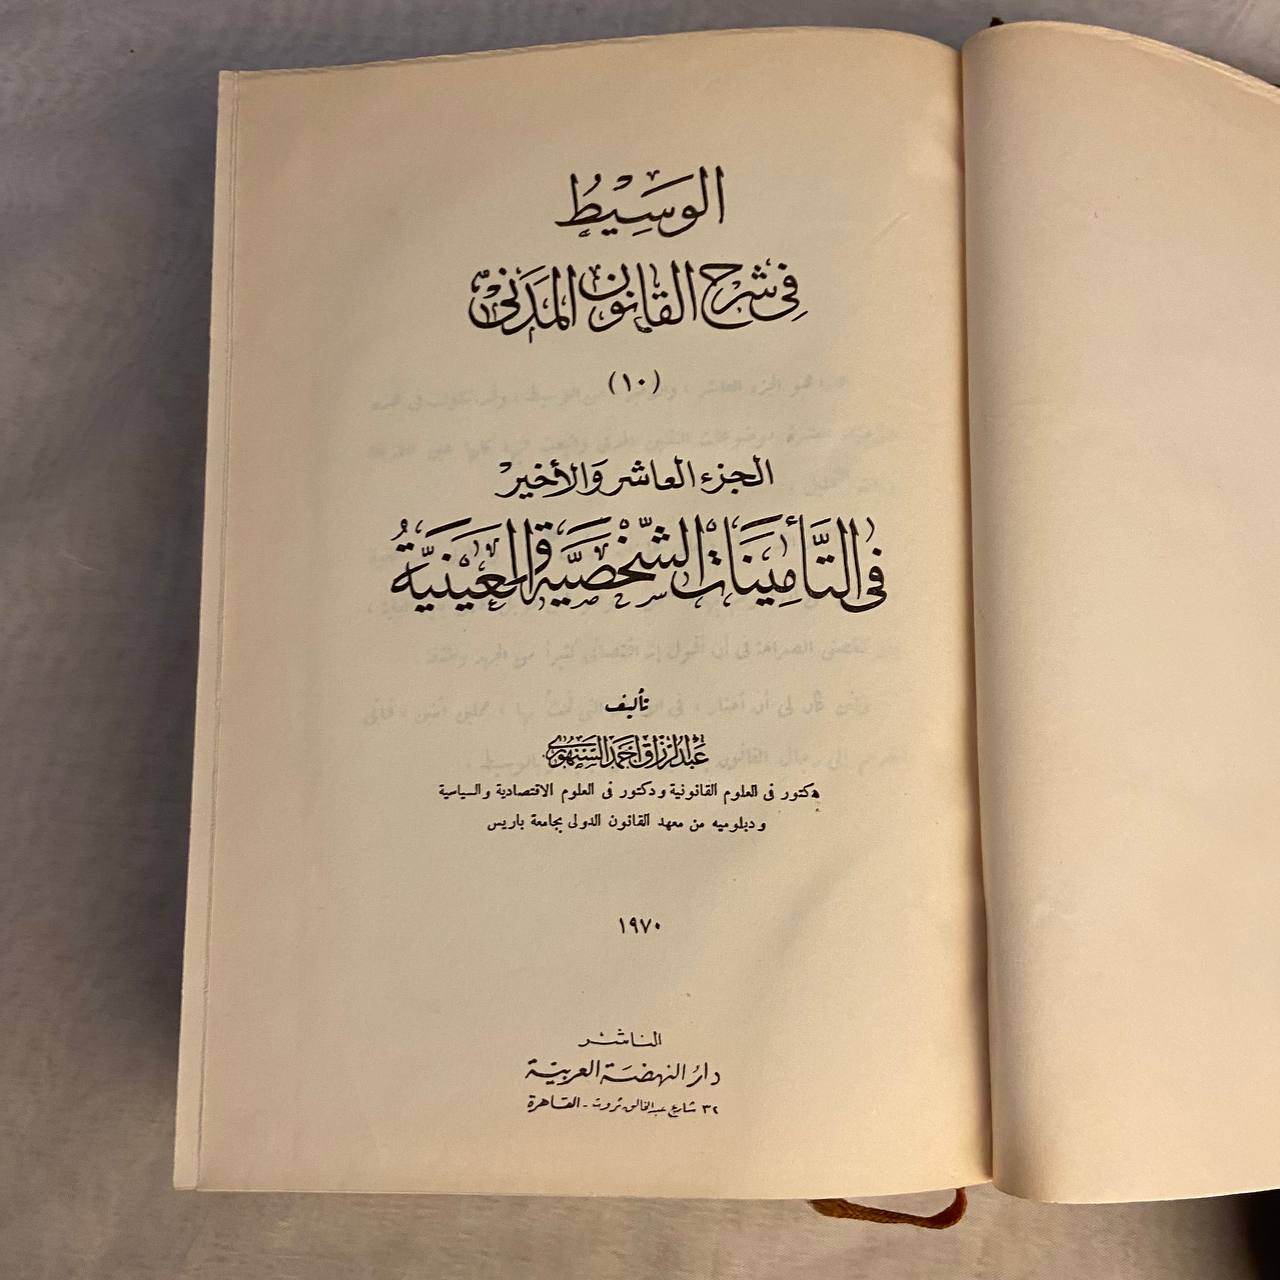 الوسيط
في شرح القانون المدني
(١٠)
الجزء العاشر والأخير
في التأمينات الشخصية والعينية
تأليف
عبد الرزاق أحمد السنهوري
دكتور في العلوم القانونية ودكتور في العلوم الاقتصادية والسياسية
ودبلوميه من معهد القانون الدولى بجامعة باريس
١٩٧٠
الناشر
دار النهضة العربية
٣٢ شارع عبد الخالق ثروت - القاهرة